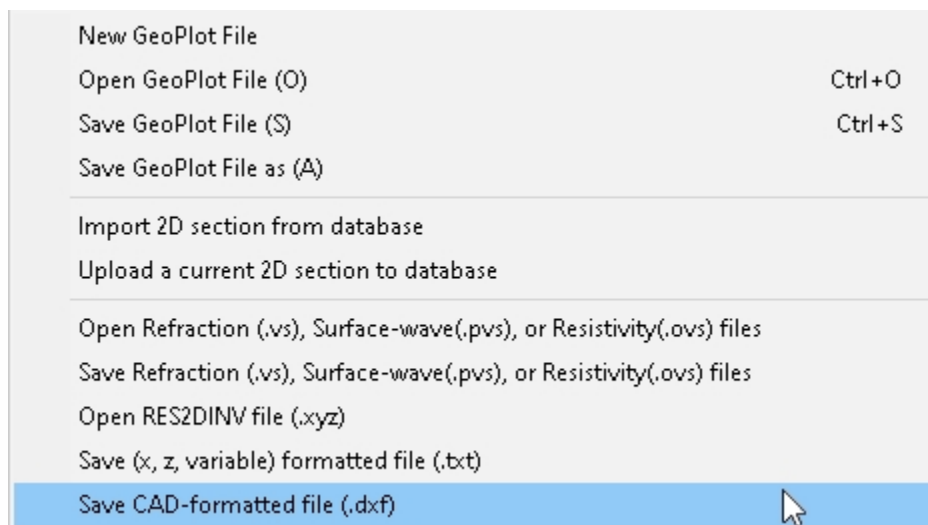 New GeoPlot File
Open GeoPlot File (O) Ctrl+O
Save GeoPlot File (S) Ctrl+S
Save GeoPlot File as (A)
Import 2D section from database
Upload a current 2D section to database
Open Refraction (.vs), Surface-wave(.pvs), or Resistivity(.ovs) files
Save Refraction (.vs), Surface-wave(.pvs), or Resistivity(.ovs) files
Open RES2DINV file (.xyz)
Save (x, z, variable) formatted file (.txt)
Save CAD-formatted file (.dxf)